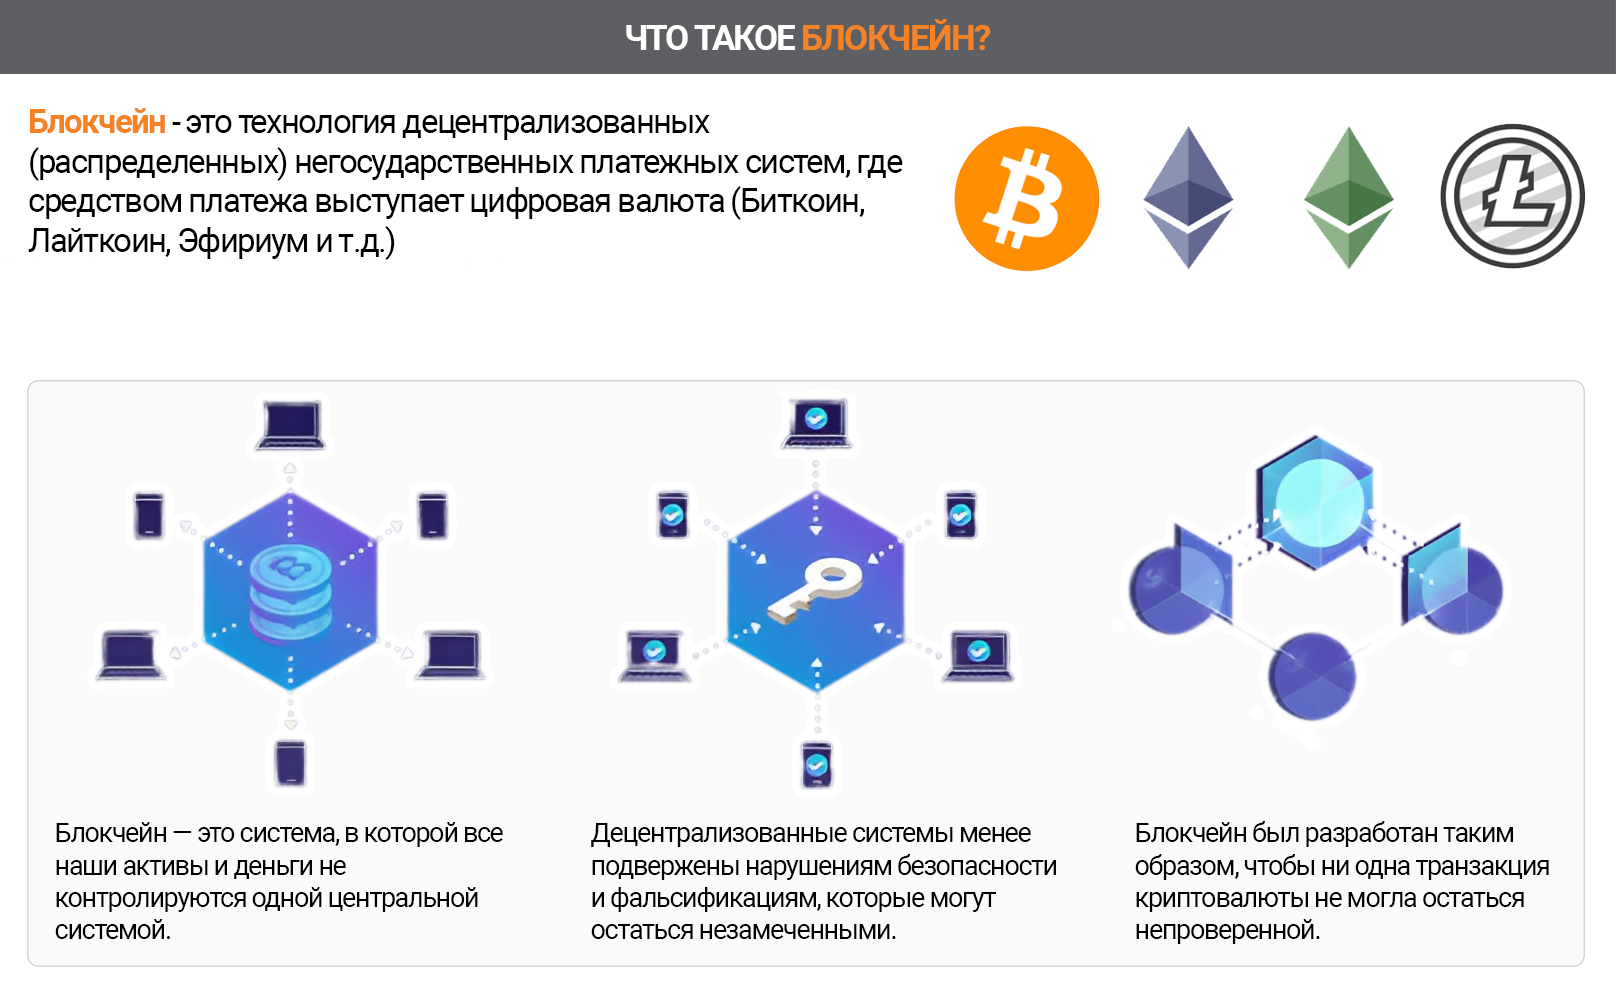 ЧТО ТАКОЕ БЛОКЧЕЙН?
Блокчейн - это технология децентрализованных
(распределенных) негосударственных платежных систем, где
средством платежа выступает цифровая валюта (Биткоин,
Лайткоин, Эфириум и т.д.)
Блокчейн — это система, в которой все
наши активы и деньги не
контролируются одной центральной
системой.
Децентрализованные системы менее
подвержены нарушениям безопасности
и фальсификациям, которые могут
остаться незамеченными.
Блокчейн был разработан таким
образом, чтобы ни одна транзакция
криптовалюты не могла остаться
непроверенной.